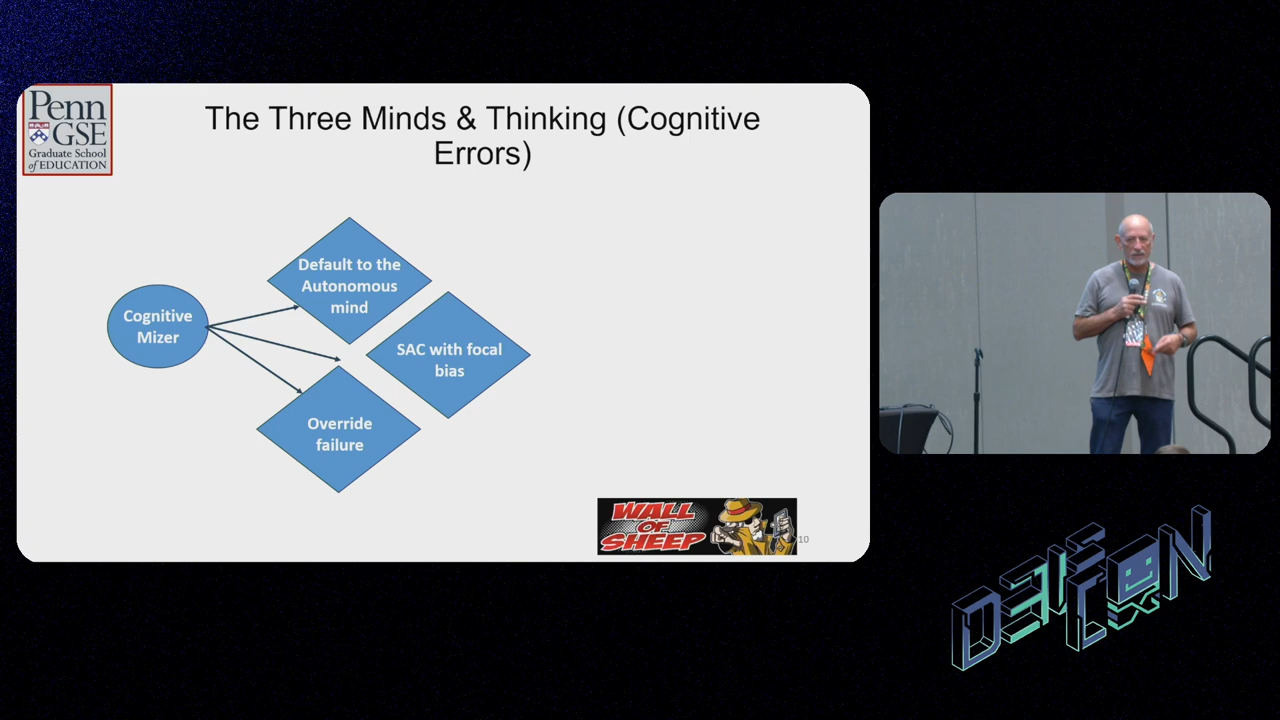 Penn
GSE
Graduate School
of EDUCATION
The Three Minds & Thinking (Cognitive
Errors)
Default to the
Autonomous
mind
Cognitive
Mizer
SAC with focal
bias
Override
failure
WALL
OF
SHEEP
10
DEF
CON